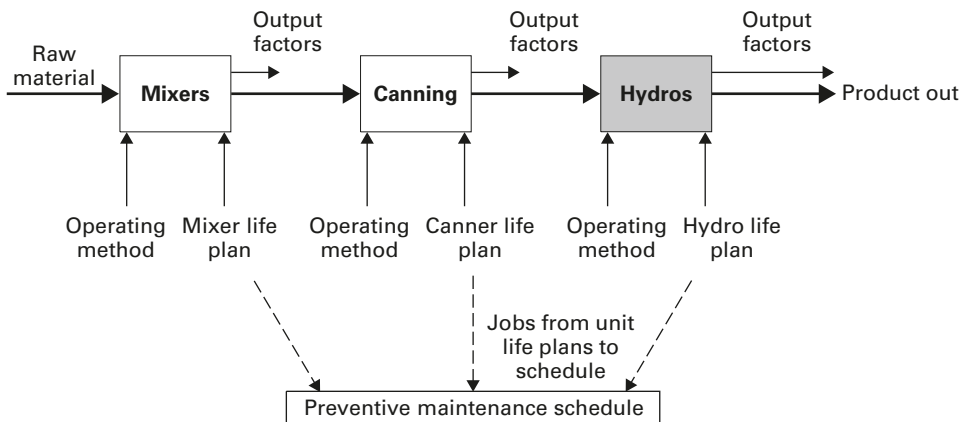 Output
factors
Output
factors
Output
factors
Raw
material
Mixers
Canning
Hydros
Product out
Operating
method
Mixer life
plan
Operating
method
Canner life
plan
Operating
method
Hydro life
plan
Jobs from unit
life plans to
schedule
Preventive maintenance schedule